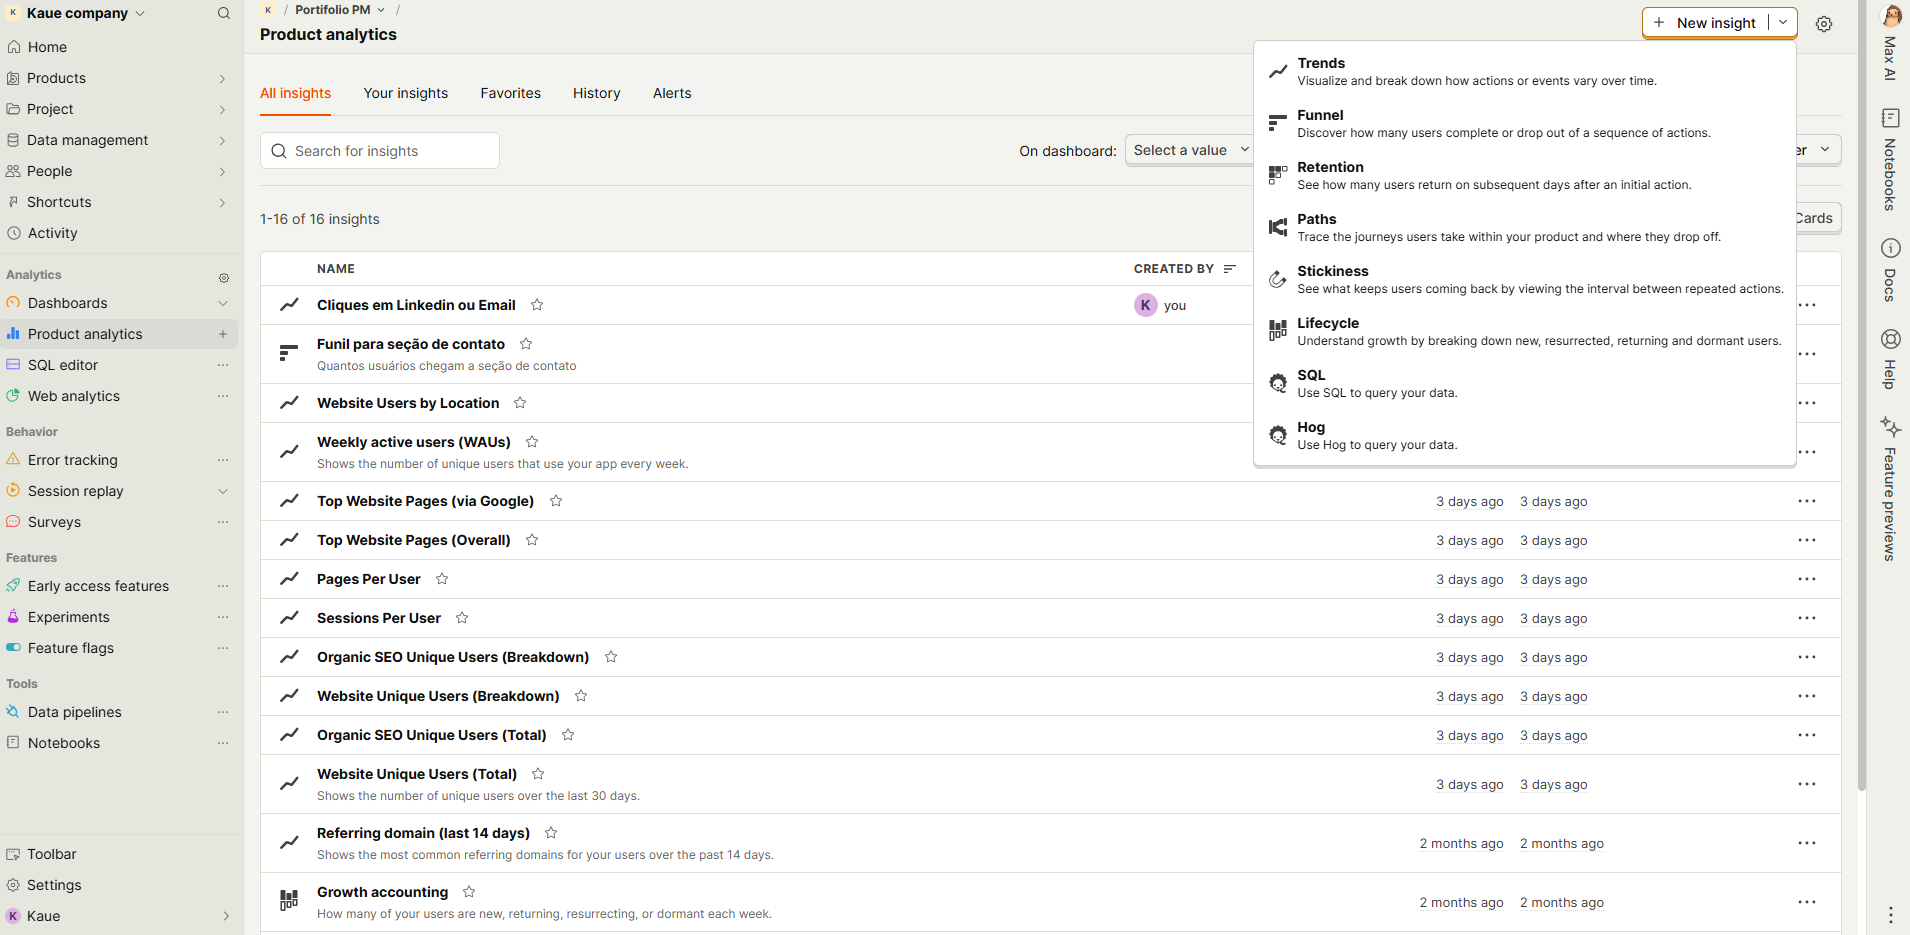 K Kaue company
Home
Products
Project
Data management
People
Shortcuts
Activity
Analytics
Dashboards
Product analytics
SQL editor
Web analytics
Behavior
Error tracking
Session replay
Surveys
Features
Early access features
Experiments
Feature flags
Tools
Data pipelines
Notebooks
Toolbar
Settings
K Kaue
K / Portifolio PM /
Product analytics
New insight
All insights Your insights Favorites History Alerts
Search for insights
On dashboard: Select a value
er
1-16 of 16 insights
Cards
NAME CREATED BY
Cliques em Linkedin ou Email K you
Funil para seção de contato
Quantos usuários chegam a seção de contato
Website Users by Location
Weekly active users (WAUs)
Shows the number of unique users that use your app every week.
Top Website Pages (via Google) 3 days ago 3 days ago
Top Website Pages (Overall) 3 days ago 3 days ago
Pages Per User 3 days ago 3 days ago
Sessions Per User 3 days ago 3 days ago
Organic SEO Unique Users (Breakdown) 3 days ago 3 days ago
Website Unique Users (Breakdown) 3 days ago 3 days ago
Organic SEO Unique Users (Total) 3 days ago 3 days ago
Website Unique Users (Total) 3 days ago 3 days ago
Shows the number of unique users over the last 30 days.
Referring domain (last 14 days) 2 months ago 2 months ago
Shows the most common referring domains for your users over the past 14 days.
Growth accounting 2 months ago 2 months ago
How many of your users are new, returning, resurrecting, or dormant each week.
Trends
Visualize and break down how actions or events vary over time.
Funnel
Discover how many users complete or drop out of a sequence of actions.
Retention
See how many users return on subsequent days after an initial action.
Paths
Trace the journeys users take within your product and where they drop off.
Stickiness
See what keeps users coming back by viewing the interval between repeated actions.
Lifecycle
Understand growth by breaking down new, resurrected, returning and dormant users.
SQL
Use SQL to query your data.
Hog
Use Hog to query your data.
Max AI
Notebooks
Docs
Help
Feature previews